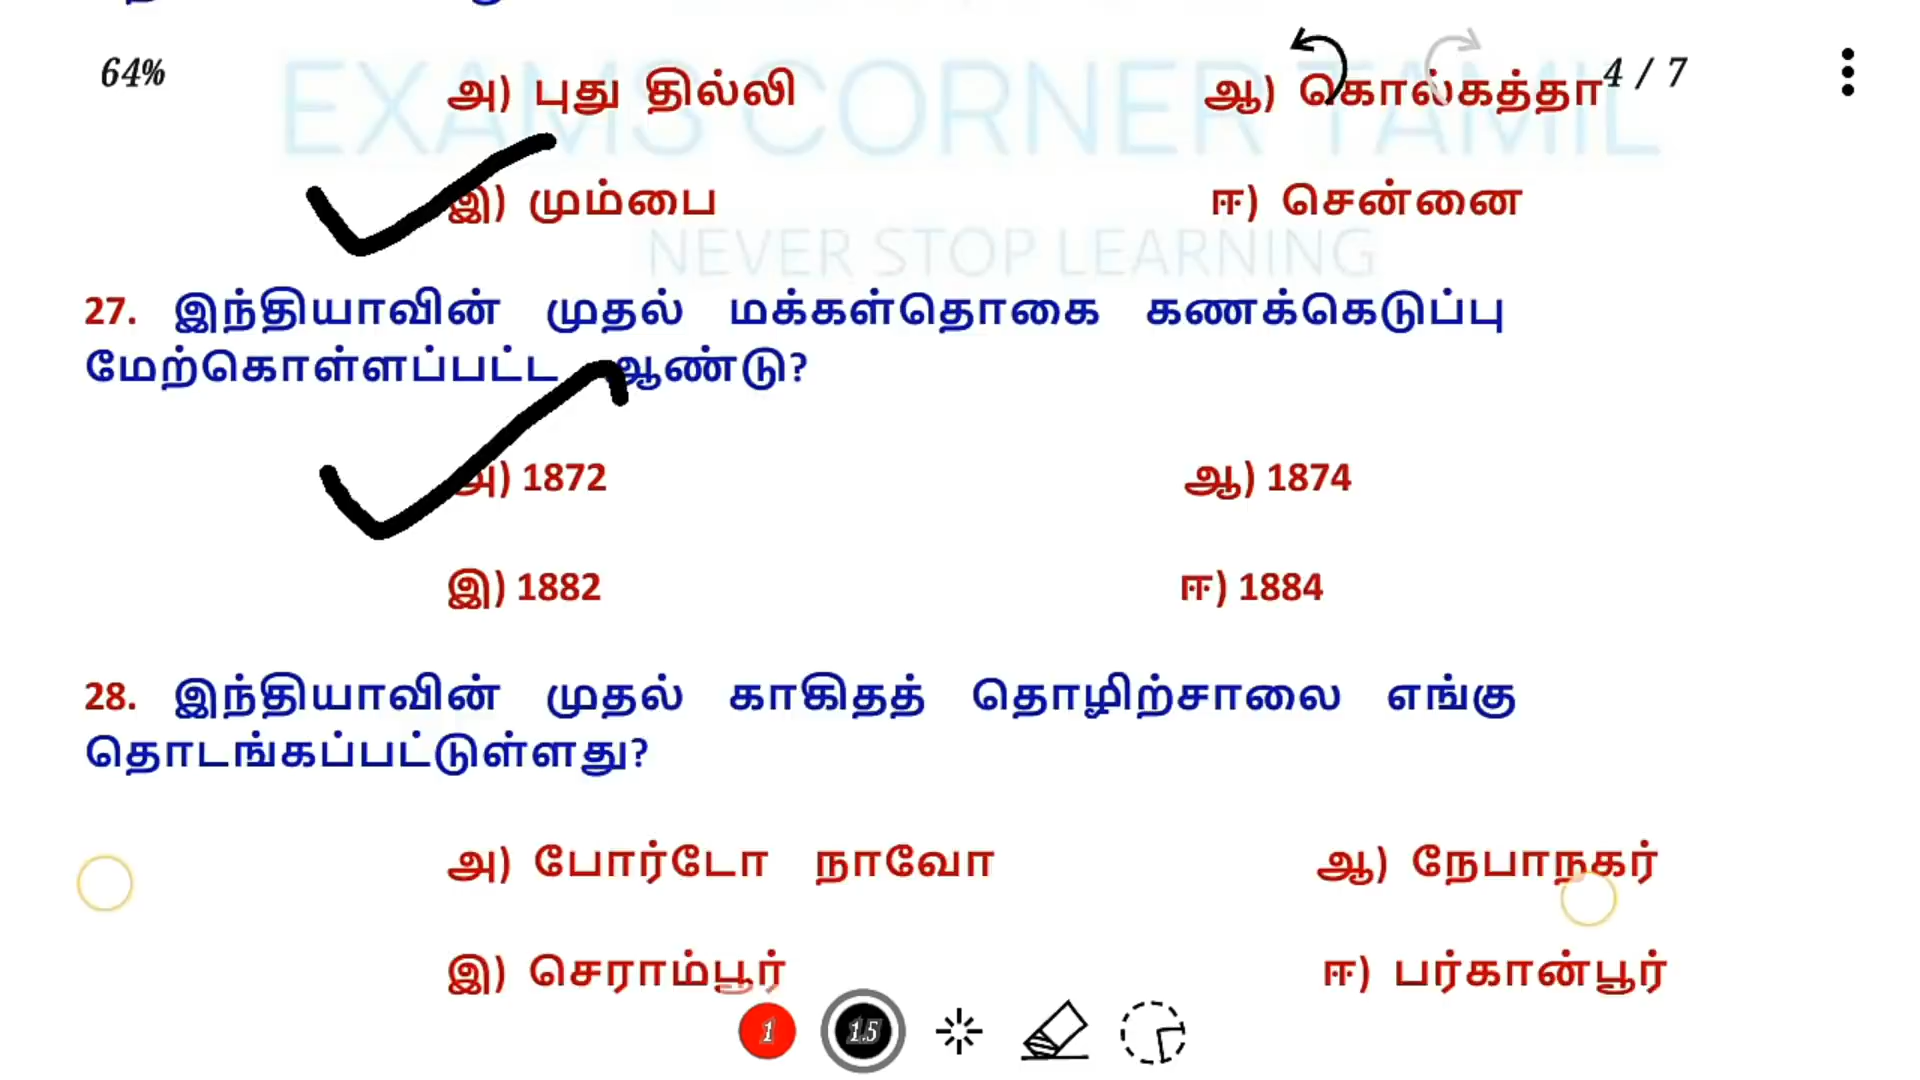 64%
EXAMS CORNER TAMIL
அ) புது தில்லி
ஆ) கொல்கத்தா
4 / 7
இ) மும்பை
ஈ) சென்னை
NEVER STOP LEARNING
27. இந்தியாவின் முதல் மக்கள்தொகை கணக்கெடுப்பு
மேற்கொள்ளப்பட்ட ஆண்டு?
அ) 1872
ஆ) 1874
இ) 1882
ஈ) 1884
28. இந்தியாவின் முதல் காகிதத் தொழிற்சாலை எங்கு
தொடங்கப்பட்டுள்ளது?
அ) போர்டோ நாவோ
ஆ) நேபாநகர்
இ) செராம்பூர்
ஈ) பர்கான்பூர்
1
1.5